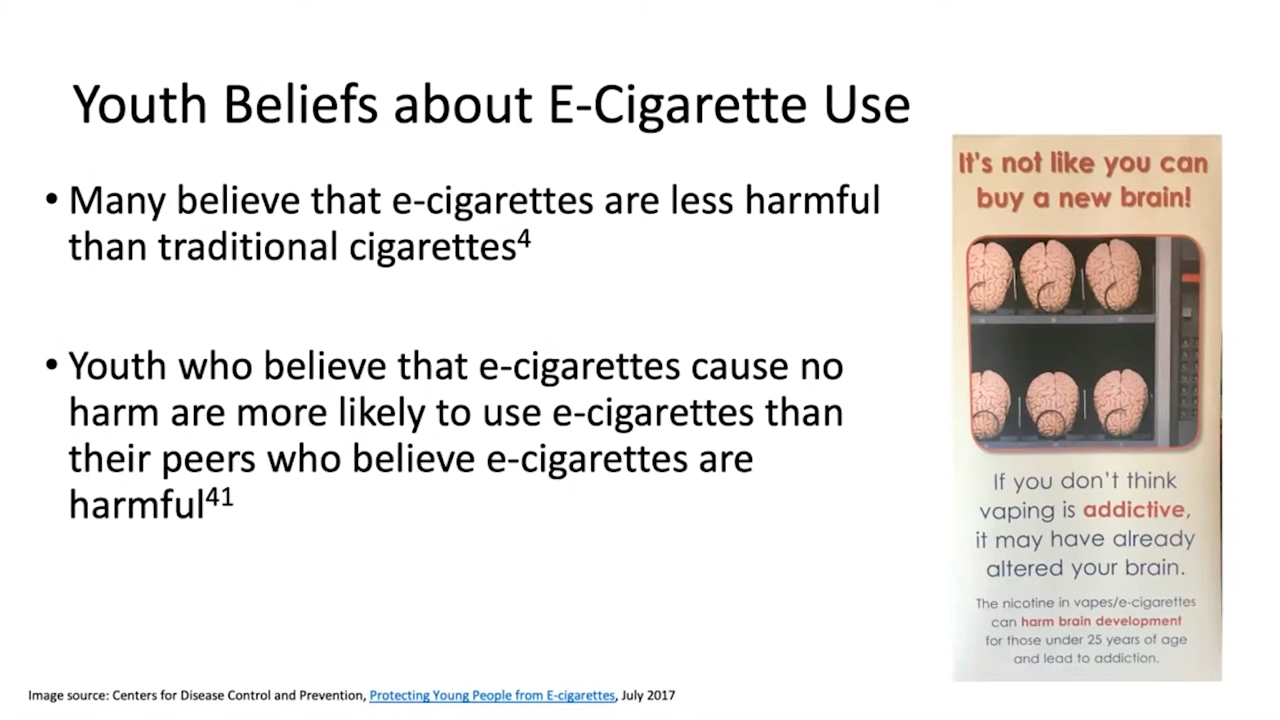 Youth Beliefs about E-Cigarette Use
• Many believe that e-cigarettes are less harmful
than traditional cigarettes⁴
• Youth who believe that e-cigarettes cause no
harm are more likely to use e-cigarettes than
their peers who believe e-cigarettes are
harmful⁴¹
It's not like you can
buy a new brain!
If you don't think
vaping is addictive,
it may have already
altered your brain.
The nicotine in vapes/e-cigarettes
can harm brain development
for those under 25 years of age
and lead to addiction.
Image source: Centers for Disease Control and Prevention, Protecting Young People from E-cigarettes, July 2017